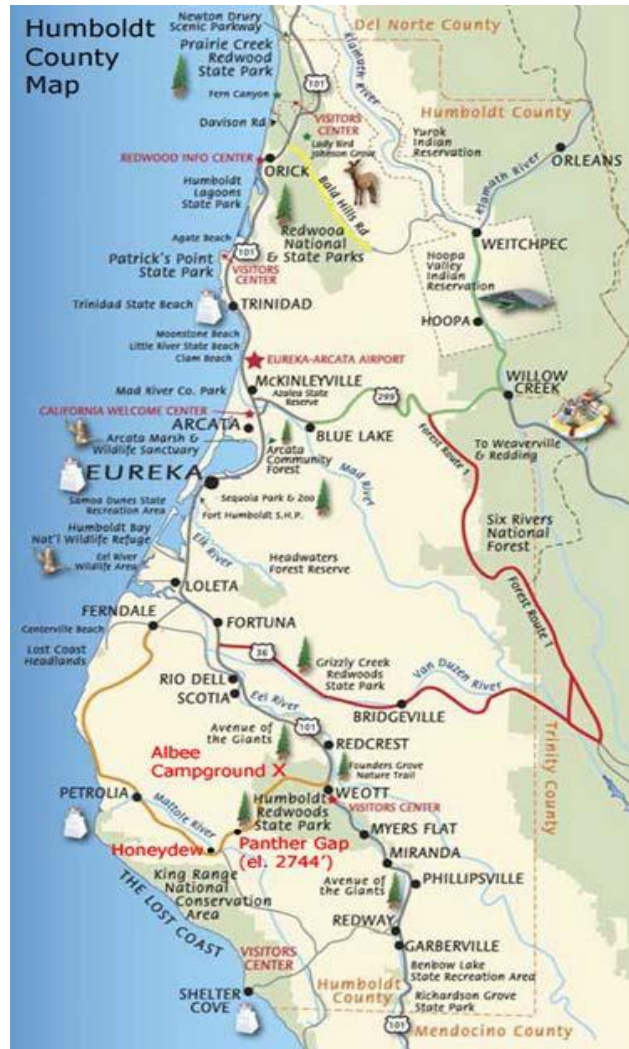 Humboldt
County
Map
Newton Drury
Scenic Parkway
Del Norte County
Prairie Creek
Redwood
State Park
101
Klamath River
Humboldt County
Fern Canyon
VISITORS
CENTER
Davison Rd
Lady Bird
Johnson Grove
Yurok
Indian
Reservation
ORLEANS
REDWOOD INFO CENTER
ORICK
Klamath River
Humboldt
Lagoons
State Park
Bald Hills Rd
Agate Beach
Redwood
National
& State Parks
WEITCHPEC
101
Patrick's Point
State Park
VISITORS
CENTER
Hoopa
Valley
Indian
Reservation
Trinidad State Beach
TRINIDAD
HOOPA
Moonstone Beach
Little River State Beach
Clam Beach
EUREKA-ARCATA AIRPORT
Mad River Co. Park
MCKINLEYVILLE
Azalea State
Reserve
299
WILLOW
CREEK
CALIFORNIA WELCOME CENTER
ARCATA
BLUE LAKE
Forest Route 1
To Weaverville
& Redding
Arcata Marsh &
Wildlife Sanctuary
Arcata
Community
Forest
Mad River
EUREKA
Samoa Dunes State
Recreation Area
Sequoia Park & Zoo
Fort Humboldt S.H.P.
Six Rivers
National
Forest
Humboldt Bay
Nat'l Wildlife Refuge
Elk River
Eel River
Wildlife Area
Headwaters
Forest Reserve
LOLETA
Forest Route 1
FERNDALE
Centerville Beach
FORTUNA
Lost Coast
Headlands
36
Grizzly Creek
Redwoods
State Park
Van Duzen River
RIO DELL
SCOTIA
Eel River
BRIDGEVILLE
Trinity County
Avenue of
the Giants
101
REDCREST
Albee
Campground X
Founders Grove
Nature Trail
PETROLIA
WEOTT
VISITORS CENTER
Mattole River
Humboldt
Redwoods
State Park
MYERS FLAT
Honeydew
Panther Gap
(el. 2744')
MIRANDA
King Range
National
Conservation
Area
Avenue of
the Giants
PHILLIPSVILLE
THE LOST COAST
REDWAY
VISITORS
CENTER
GARBERVILLE
Benbow Lake
State Recreation Area
SHELTER
COVE
Humboldt
County
Richardson Grove
State Park
101
Mendocino County